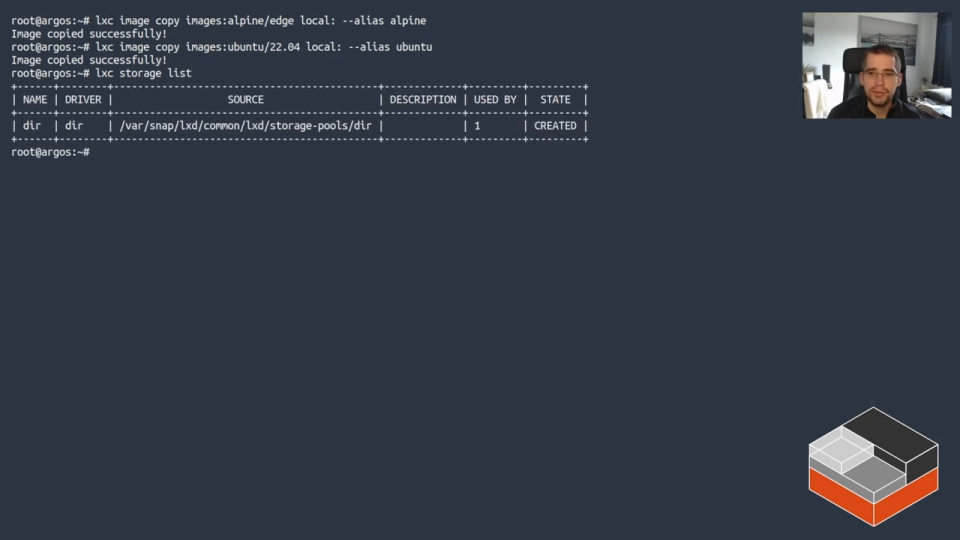 root@argos:~# lxc image copy images:alpine/edge local: --alias alpine
Image copied successfully!
root@argos:~# lxc image copy images:ubuntu/22.04 local: --alias ubuntu
Image copied successfully!
root@argos:~# lxc storage list
+------+--------+------------------------------------------------+-------------+---------+---------+
| NAME | DRIVER | SOURCE | DESCRIPTION | USED BY | STATE |
+------+--------+------------------------------------------------+-------------+---------+---------+
| dir | dir | /var/snap/lxd/common/lxd/storage-pools/dir | | 1 | CREATED |
+------+--------+------------------------------------------------+-------------+---------+---------+
root@argos:~#